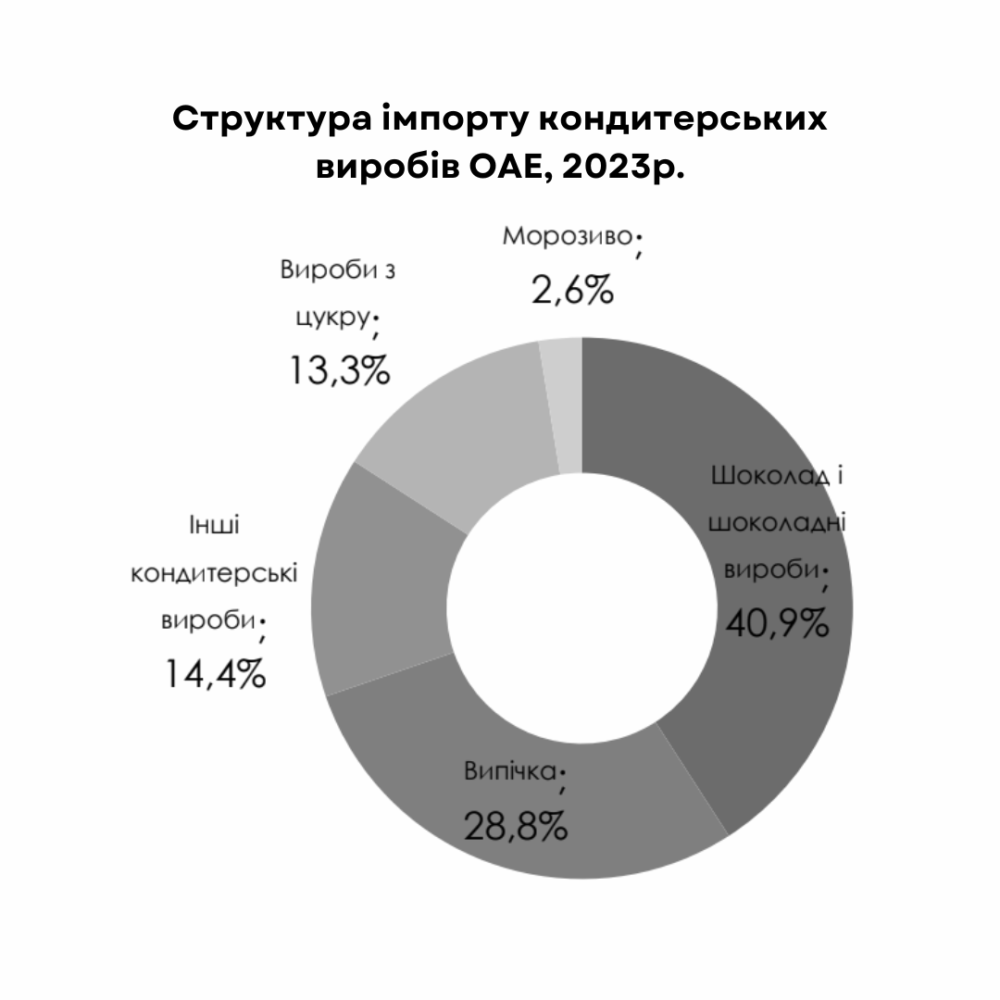 Структура імпорту кондитерських
виробів ОАЕ, 2023р.
Морозиво;
2,6%
Вироби з
цукру;
13,3%
Шоколад і
шоколадні
вироби;
40,9%
Інші
кондитерські
вироби;
14,4%
Випічка;
28,8%